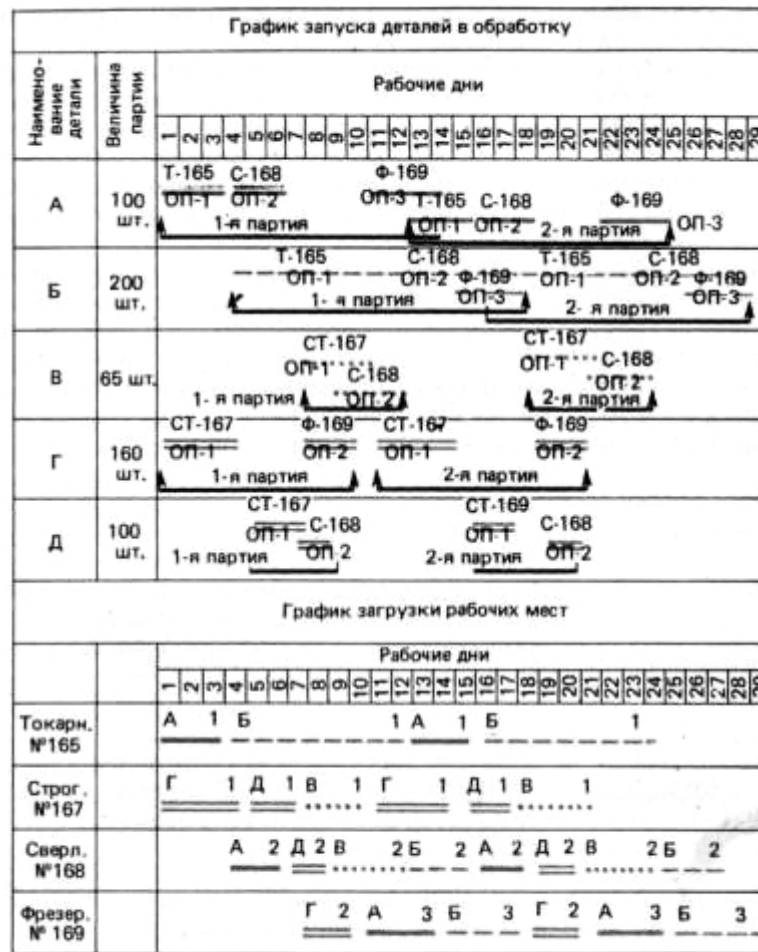 График запуска деталей в обработку
Наимено-
вание
детали
Величина
партии
Рабочие дни
1 2 3 4 5 6 7 8 9 10 11 12 13 14 15 16 17 18 19 20 21 22 23 24 25 26 27 28 29
А
100
шт.
Т-165 С-168 Ф-169
ОП-1 ОП-2 ОП-3 Т-165 С-168 Ф-169
ОП-1 ОП-2 ОП-3
1-я партия 2-я партия
Б
200
шт.
Т-165 С-168 Т-165 С-168
ОП-1 ОП-2 Ф-169 ОП-1 ОП-2 Ф-169
ОП-3 ОП-3
1- я партия 2- я партия
В
65 шт.
СТ-167 СТ-167
ОП-1 С-168 ОП-1 С-168
ОП-2 ОП-2
1- я партия 2-я партия
Г
160
шт.
СТ-167 Ф-169 СТ-167 Ф-169
ОП-1 ОП-2 ОП-1 ОП-2
1-я партия 2-я партия
Д
100
шт.
СТ-167 СТ-169
ОП-1 С-168 ОП-1 С-168
ОП-2 ОП-2
1-я партия 2-я партия
График загрузки рабочих мест
Рабочие дни
1 2 3 4 5 6 7 8 9 10 11 12 13 14 15 16 17 18 19 20 21 22 23 24 25 26 27 28 29
Токарн.
№165
А 1 Б 1 А 1 Б 1
Строг.
№167
Г 1 Д 1 В 1 Г 1 Д 1 В 1
Сверл.
№168
А 2 Д 2 В 2 Б 2 А 2 Д 2 В 2 Б 2
Фрезер.
№ 169
Г 2 А 3 Б 3 Г 2 А 3 Б 3